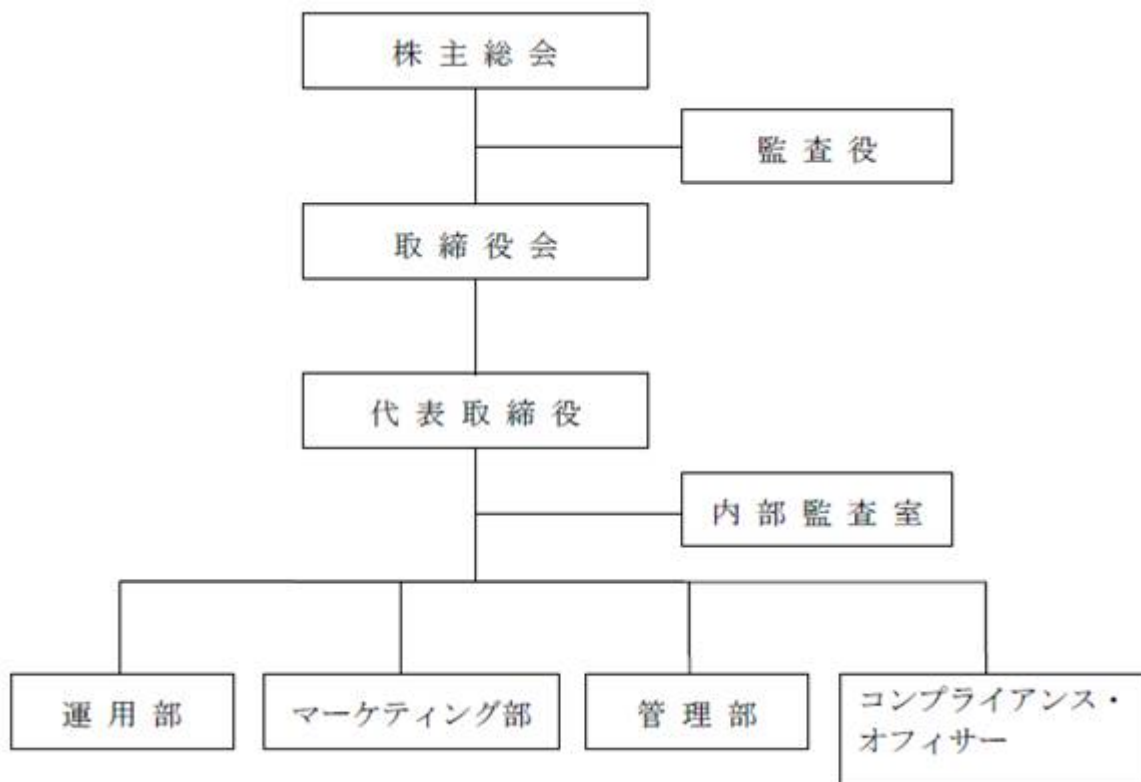 株主総会
監査役
取締役会
代表取締役
内部監査室
運用部
マーケティング部
管理部
コンプライアンス・
オフィサー